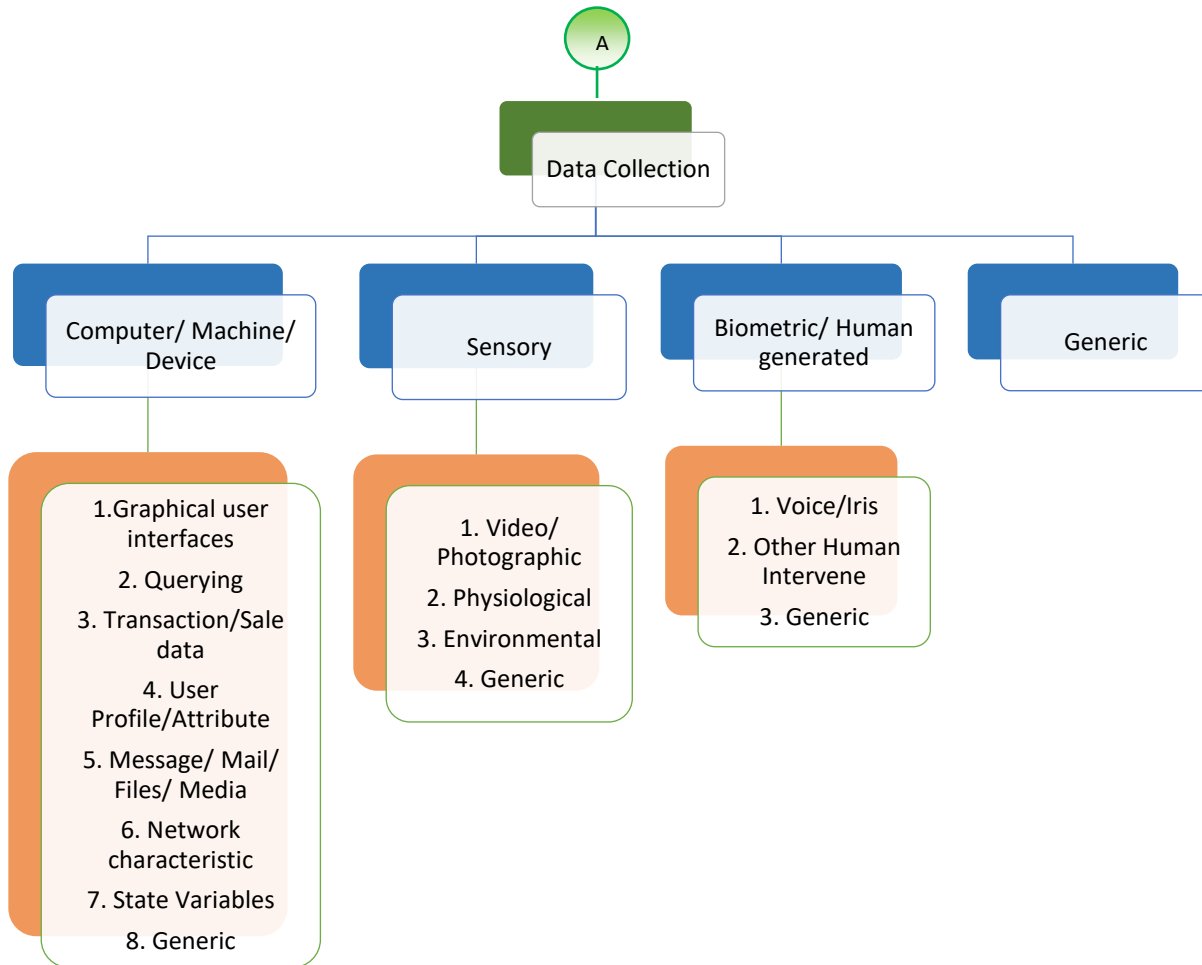 A
Data Collection
Computer/ Machine/
Device
Sensory
Biometric/ Human
generated
Generic
1.Graphical user
interfaces
2. Querying
3. Transaction/Sale
data
4. User
Profile/Attribute
5. Message/ Mail/
Files/ Media
6. Network
characteristic
7. State Variables
8. Generic
1. Video/
Photographic
2. Physiological
3. Environmental
4. Generic
1. Voice/Iris
2. Other Human
Intervene
3. Generic